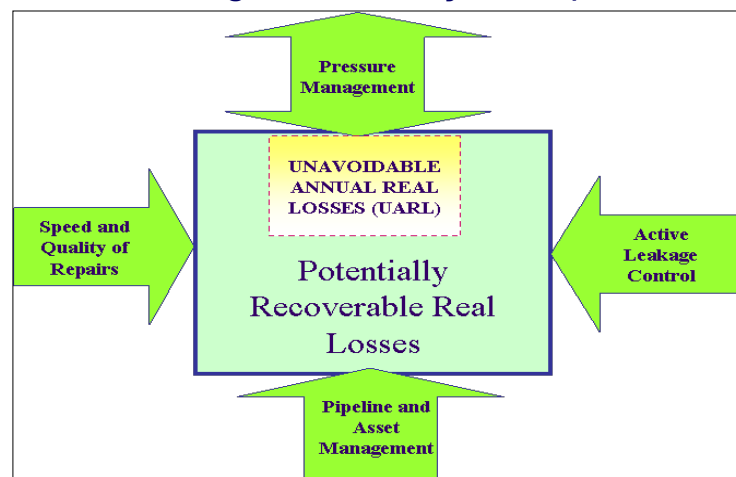 Pressure
Management
UNAVOIDABLE
ANNUAL REAL
LOSSES (UARL)
Speed and
Quality of
Repairs
Active
Leakage
Control
Potentially
Recoverable Real
Losses
Pipeline and
Asset
Management